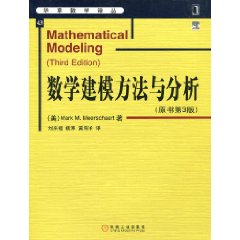 华章数学译丛
42
Mathematical
Modeling
(Third Edition)
数学建模方法与分析
(原书第3版)
(美) Mark M. Meerschaert 著
刘来福 杨淳 黄海洋 译
机械工业出版社